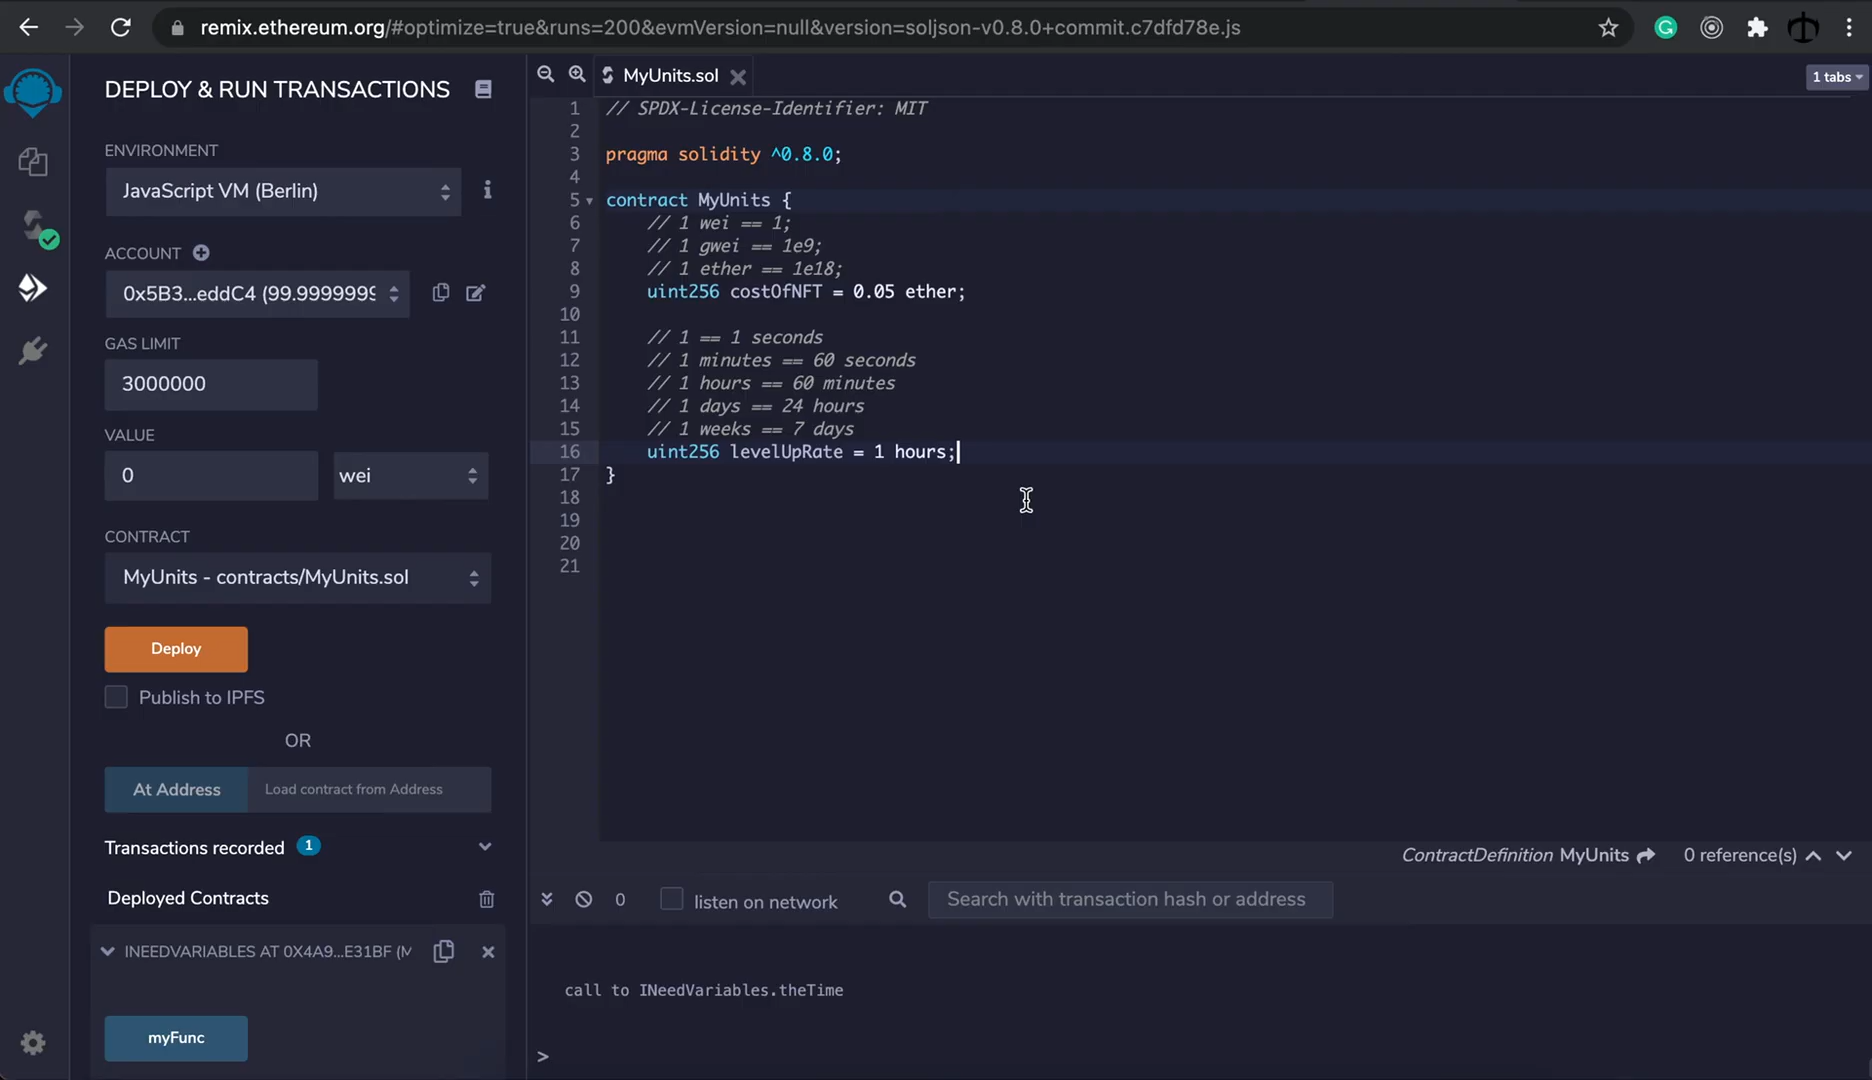 remix.ethereum.org/#optimize=true&runs=200&evmVersion=null&version=soljson-v0.8.0+commit.c7dfd78e.js
DEPLOY & RUN TRANSACTIONS
ENVIRONMENT
JavaScript VM (Berlin)
ACCOUNT
0x5B3...eddC4 (99.9999999
GAS LIMIT
3000000
VALUE
0
wei
CONTRACT
MyUnits - contracts/MyUnits.sol
Deploy
Publish to IPFS
OR
At Address
Load contract from Address
Transactions recorded 1
Deployed Contracts
INEEDVARIABLES AT 0X4A9...E31BF (M
myFunc
MyUnits.sol
1 tabs
1 // SPDX-License-Identifier: MIT
2
3 pragma solidity ^0.8.0;
4
5 contract MyUnits {
6 // 1 wei == 1;
7 // 1 gwei == 1e9;
8 // 1 ether == 1e18;
9 uint256 costOfNFT = 0.05 ether;
10
11 // 1 == 1 seconds
12 // 1 minutes == 60 seconds
13 // 1 hours == 60 minutes
14 // 1 days == 24 hours
15 // 1 weeks == 7 days
16 uint256 levelUpRate = 1 hours;
17 }
18
19
20
21
ContractDefinition MyUnits 0 reference(s)
0 listen on network
Search with transaction hash or address
call to INeedVariables.theTime
>